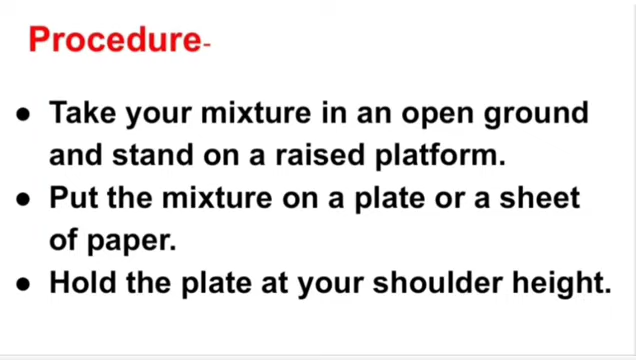 Procedure-
● Take your mixture in an open ground
and stand on a raised platform.
● Put the mixture on a plate or a sheet
of paper.
● Hold the plate at your shoulder height.